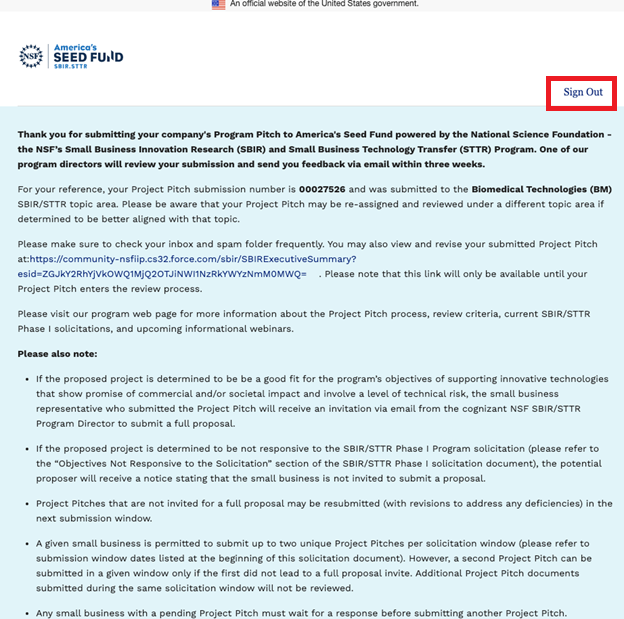 An official website of the United States government.
NSF
America's
SEED FUND
SBIR.STTR
Sign Out
Thank you for submitting your company's Program Pitch to America's Seed Fund powered by the National Science Foundation -
the NSF's Small Business Innovation Research (SBIR) and Small Business Technology Transfer (STTR) Program. One of our
program directors will review your submission and send you feedback via email within three weeks.
For your reference, your Project Pitch submission number is 00027526 and was submitted to the Biomedical Technologies (BM)
SBIR/STTR topic area. Please be aware that your Project Pitch may be re-assigned and reviewed under a different topic area if
determined to be better aligned with that topic.
Please make sure to check your inbox and spam folder frequently. You may also view and revise your submitted Project Pitch
at:https://community-nsfiip.cs32.force.com/sbir/SBIRExecutiveSummary?
esid=ZGJkY2RhYjVkOWQ1MjQ2OTJiNWI1NzRkYWYzNmM0MWQ= . Please note that this link will only be available until your
Project Pitch enters the review process.
Please visit our program web page for more information about the Project Pitch process, review criteria, current SBIR/STTR
Phase I solicitations, and upcoming informational webinars.
Please also note:
• If the proposed project is determined to be be a good fit for the program's objectives of supporting innovative technologies
that show promise of commercial and/or societal impact and involve a level of technical risk, the small business
representative who submitted the Project Pitch will receive an invitation via email from the cognizant NSF SBIR/STTR
Program Director to submit a full proposal.
• If the proposed project is determined to be not responsive to the SBIR/STTR Phase I Program solicitation (please refer to
the “Objectives Not Responsive to the Solicitation” section of the SBIR/STTR Phase I solicitation document), the potential
proposer will receive a notice stating that the small business is not invited to submit a proposal.
• Project Pitches that are not invited for a full proposal may be resubmitted (with revisions to address any deficiencies) in the
next submission window.
• A given small business is permitted to submit up to two unique Project Pitches per solicitation window (please refer to
submission window dates listed at the beginning of this solicitation document). However, a second Project Pitch can be
submitted in a given window only if the first did not lead to a full proposal invite. Additional Project Pitch documents
submitted during the same solicitation window will not be reviewed.
• Any small business with a pending Project Pitch must wait for a response before submitting another Project Pitch.